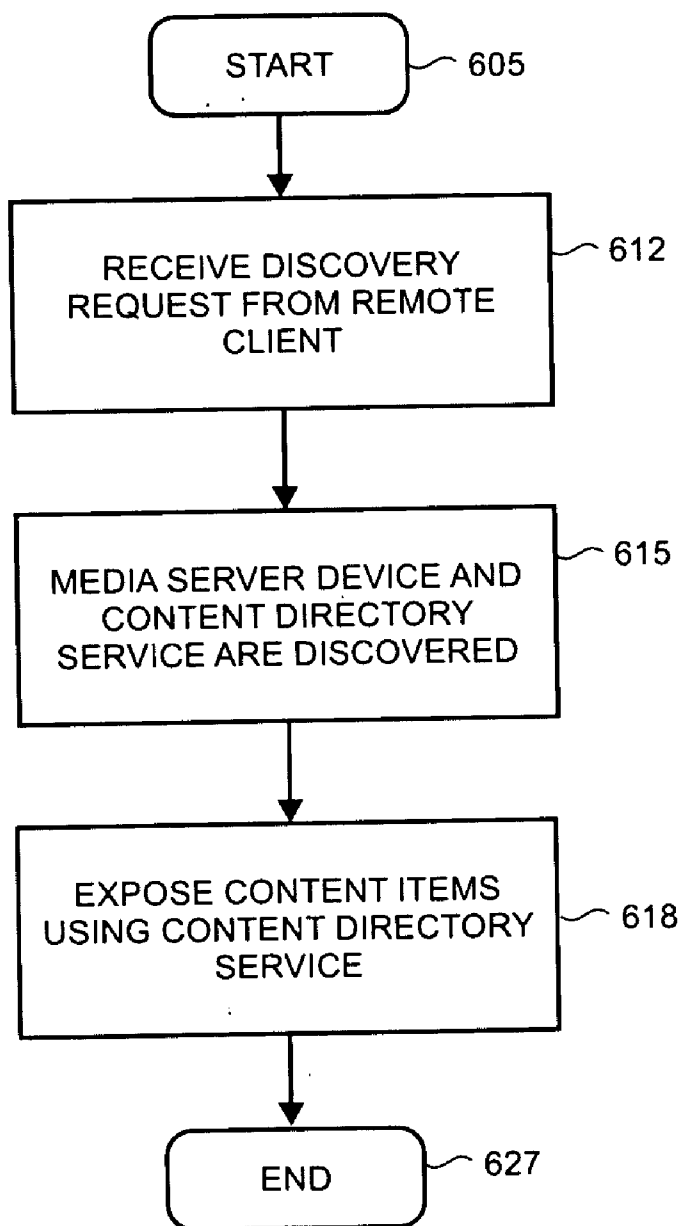 START
605
RECEIVE DISCOVERY
REQUEST FROM REMOTE
CLIENT
612
MEDIA SERVER DEVICE AND
CONTENT DIRECTORY
SERVICE ARE DISCOVERED
615
EXPOSE CONTENT ITEMS
USING CONTENT DIRECTORY
SERVICE
618
END
627